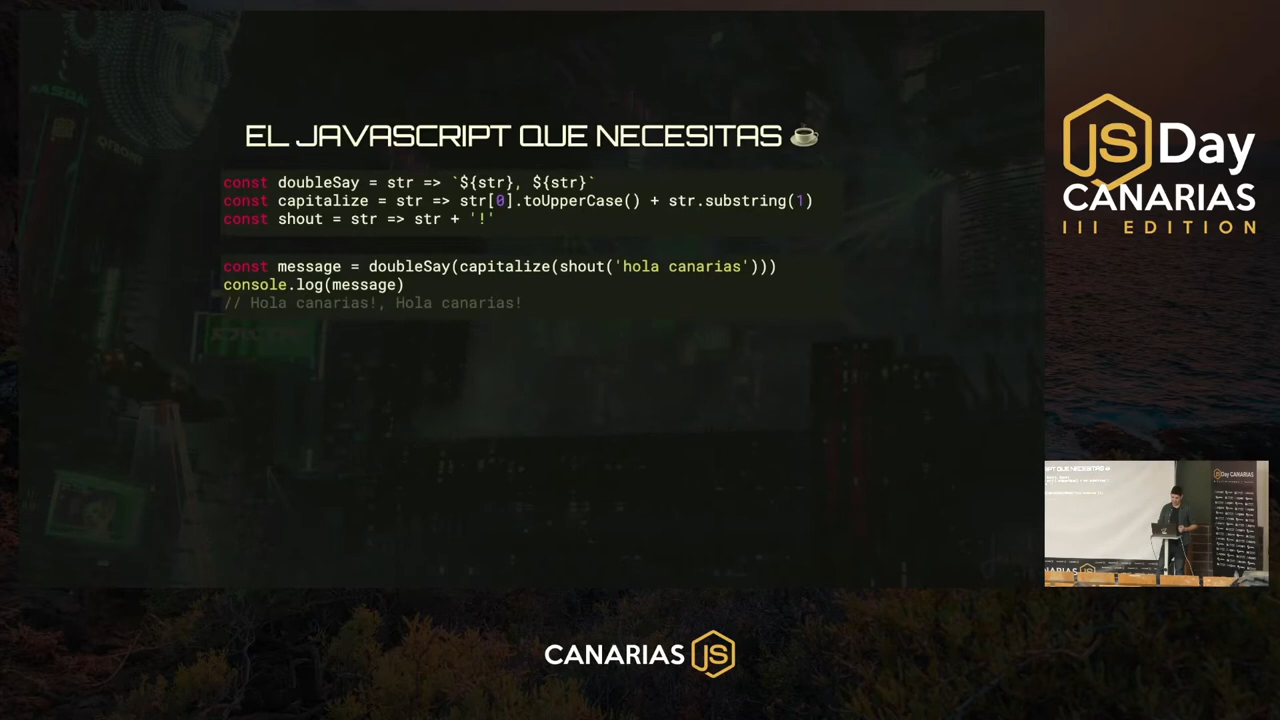 EL JAVASCRIPT QUE NECESITAS ☕
const doubleSay = str => `${str}, ${str}`
const capitalize = str => str[0].toUpperCase() + str.substring(1)
const shout = str => str + '!'
const message = doubleSay(capitalize(shout('hola canarias')))
console.log(message)
// Hola canarias!, Hola canarias!
JS Day
CANARIAS
III EDITION
CANARIAS JS